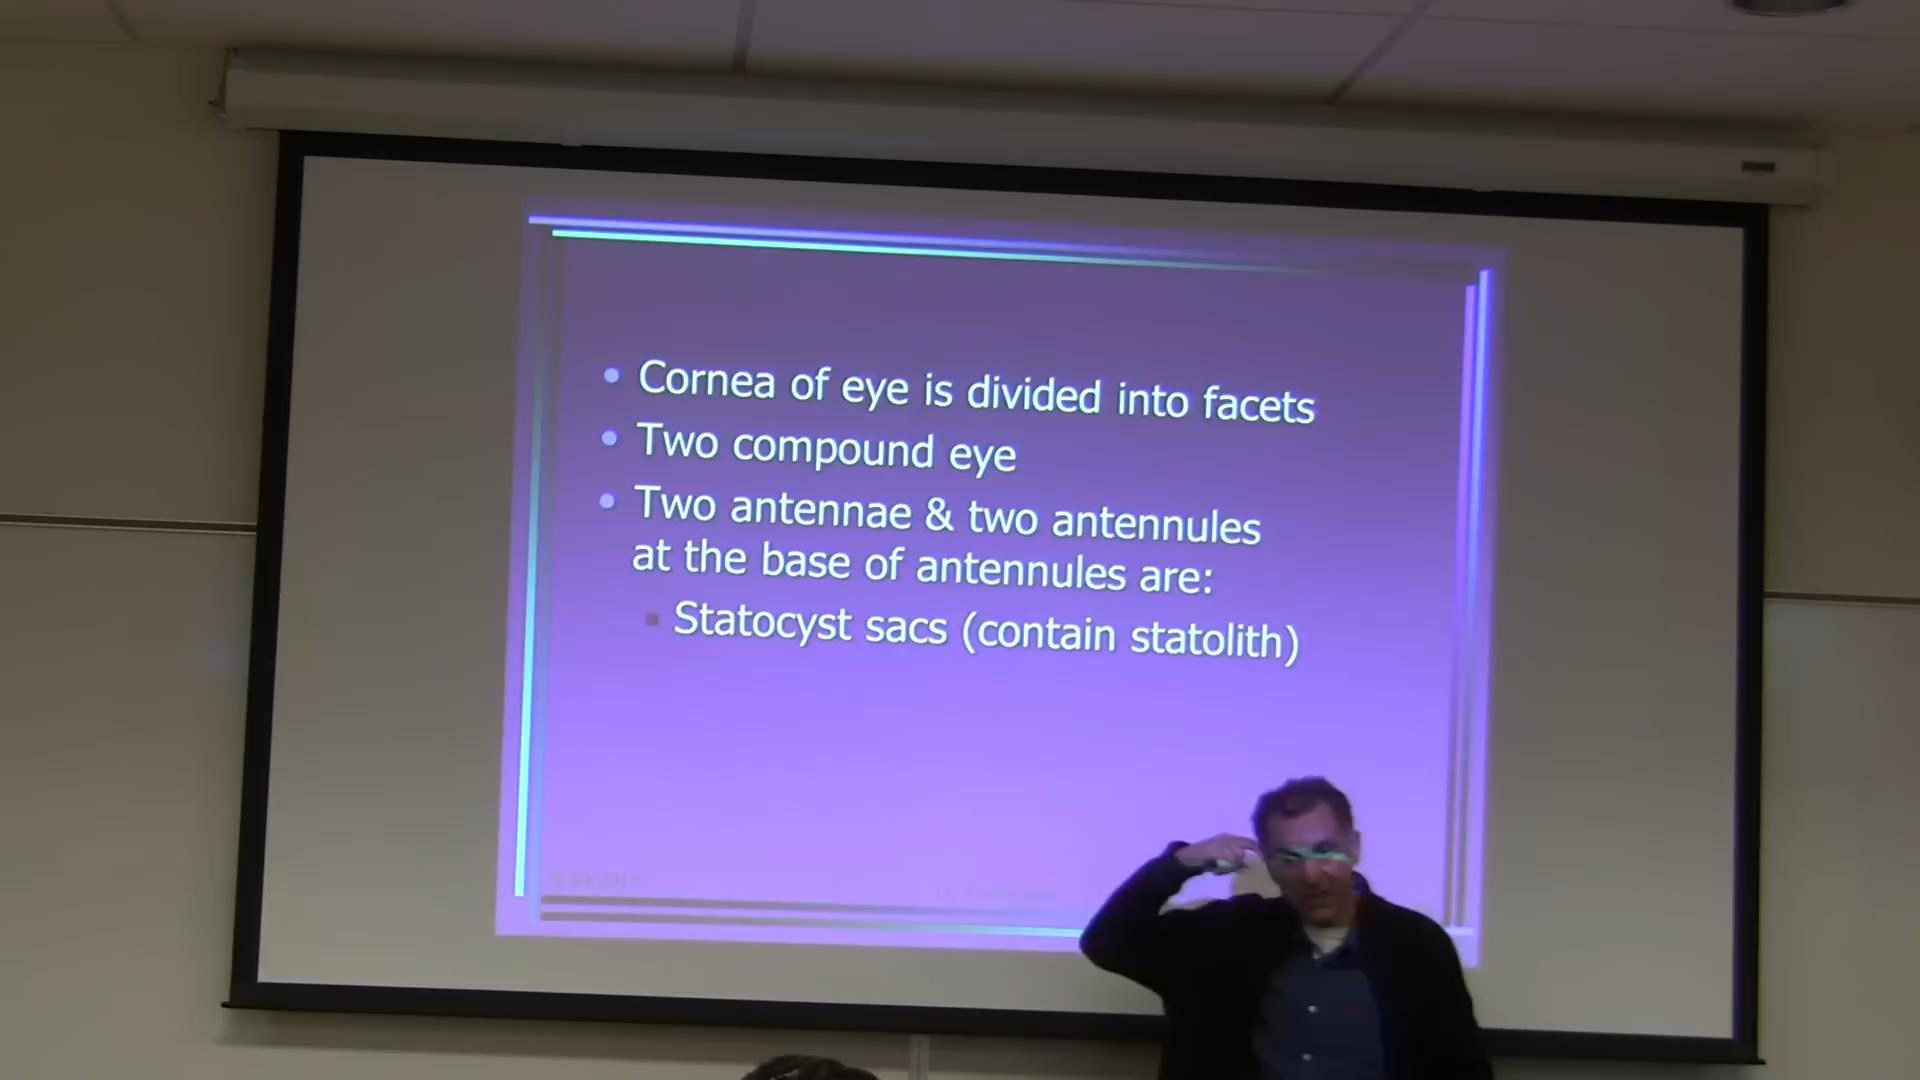 Cornea of eye is divided into facets
Two compound eye
Two antennae & two antennules
at the base of antennules are:
Statocyst sacs (contain statolith)